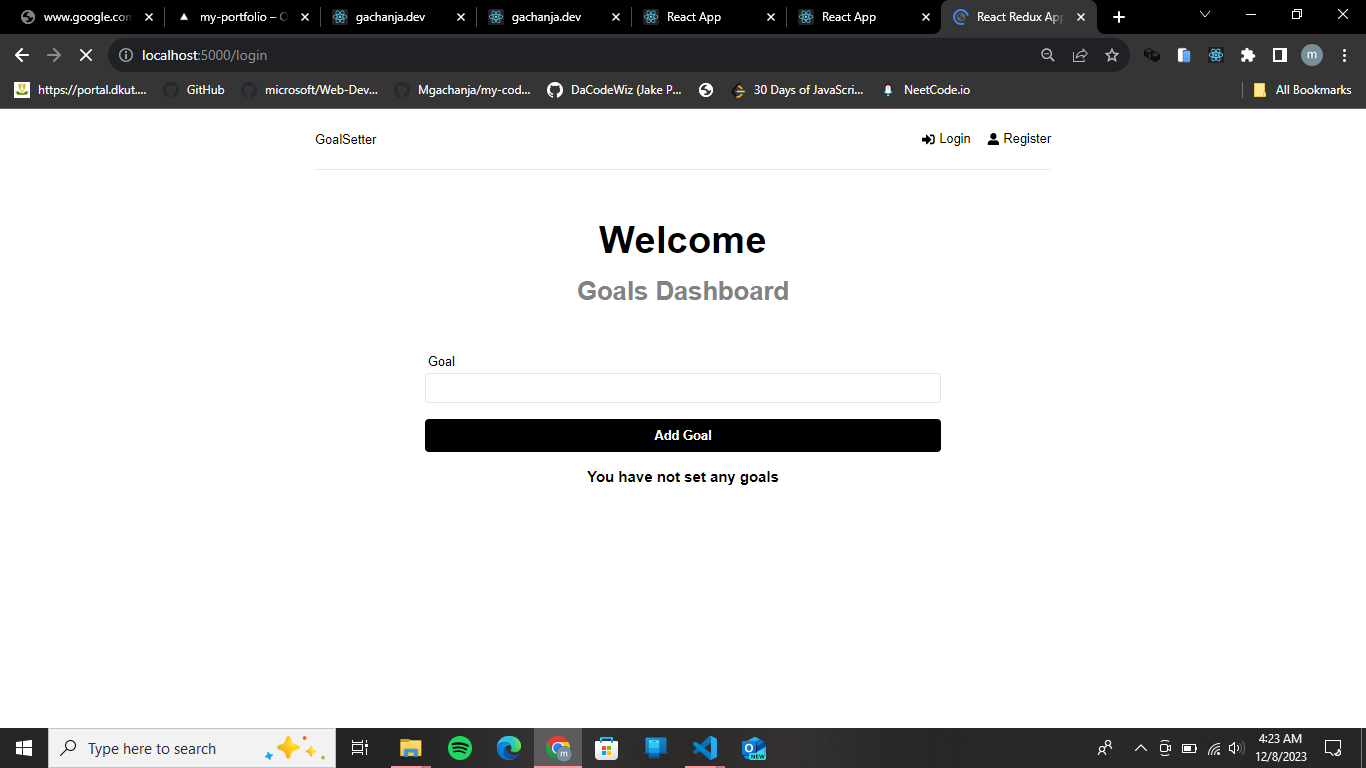 www.google.com
my-portfolio – O
gachanja.dev
gachanja.dev
React App
React App
React Redux App
localhost:5000/login
m
https://portal.dkut....
GitHub
microsoft/Web-Dev...
Mgachanja/my-cod...
DaCodeWiz (Jake P...
30 Days of JavaScri...
NeetCode.io
All Bookmarks
GoalSetter
Login
Register
Welcome
Goals Dashboard
Goal
Add Goal
You have not set any goals
Type here to search
m
NEW
4:23 AM
12/8/2023